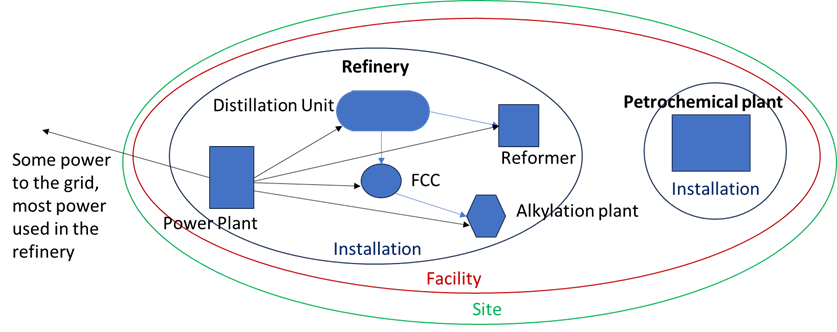 Refinery
Distillation Unit
Petrochemical plant
Reformer
Some power
to the grid,
most power
used in the
refinery
FCC
Installation
Alkylation plant
Power Plant
Installation
Facility
Site